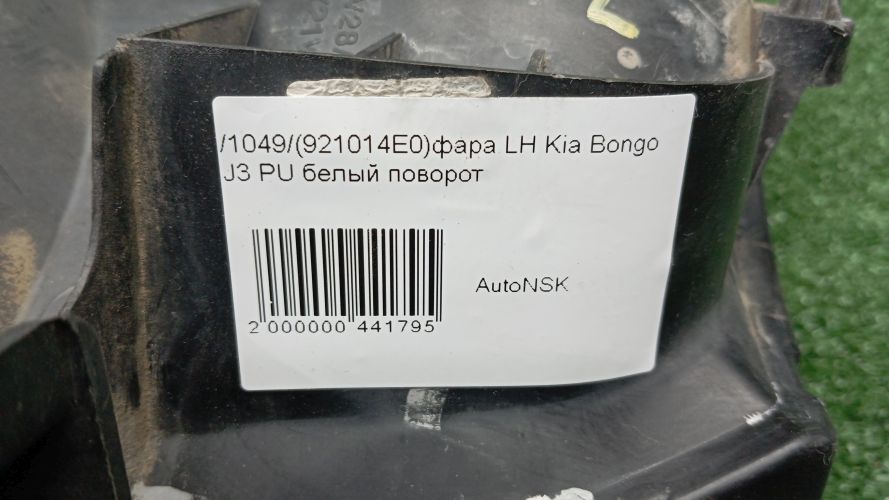 /1049/(921014E0)фара LH Kia Bongo
J3 PU белый поворот
AutoNSK
2 000000 441795